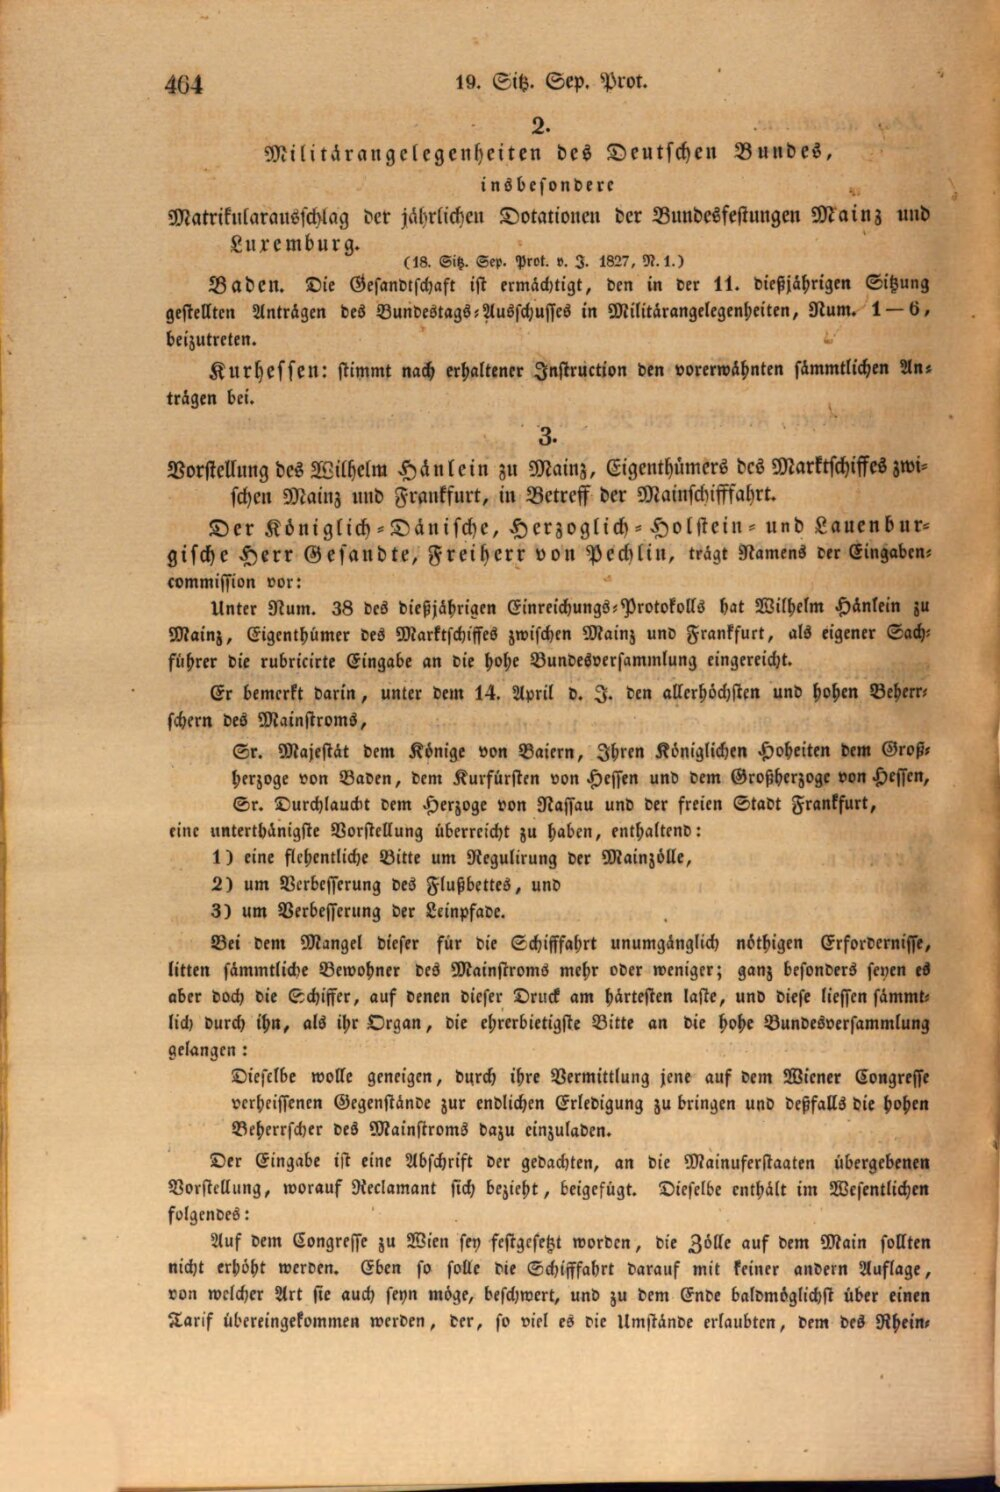 464
19. Sitz. Sep. Prot.
2.
Militärangelegenheiten des Deutschen Bundes,
insbesondere
Matrikularausschlag der jährlichen Dotationen der Bundesfestungen Mainz und
Luxemburg.
(18. Sitz. Sep. Prot. v. J. 1827, N. 1.)
Baden. Die Gesandtschaft ist ermächtigt, den in der 11. dießjährigen Sitzung
gestellten Anträgen des Bundestags-Ausschusses in Militärangelegenheiten, Num. 1—6,
beizutreten.
Kurhessen: stimmt nach erhaltener Instruction den vorerwähnten sämmtlichen An-
trägen bei.
3.
Vorstellung des Wilhelm Hänlein zu Mainz, Eigenthümers des Marktschiffes zwi-
schen Mainz und Frankfurt, in Betreff der Mainschifffahrt.
Der Königlich-Dänische, Herzoglich-Holstein- und Lauenbur-
gische Herr Gesandte, Freiherr von Pechlin, trägt Namens der Eingaben-
commission vor:
Unter Num. 38 des dießjährigen Einreichungs-Protokolls hat Wilhelm Hänlein zu
Mainz, Eigenthümer des Marktschiffes zwischen Mainz und Frankfurt, als eigener Sach-
führer die rubricirte Eingabe an die hohe Bundesversammlung eingereicht.
Er bemerkt darin, unter dem 14. April d. J. den allerhöchsten und hohen Beherr-
schern des Mainstroms,
Sr. Majestät dem Könige von Baiern, Ihren Königlichen Hoheiten dem Groß-
herzoge von Baden, dem Kurfürsten von Hessen und dem Großherzoge von Hessen,
Sr. Durchlaucht dem Herzoge von Nassau und der freien Stadt Frankfurt,
eine unterthänigste Vorstellung überreicht zu haben, enthaltend:
1) eine flehentliche Bitte um Regulirung der Mainzölle,
2) um Verbesserung des Flußbettes, und
3) um Verbesserung der Leinpfade.
Bei dem Mangel dieser für die Schifffahrt unumgänglich nöthigen Erfordernisse,
litten sämmtliche Bewohner des Mainstroms mehr oder weniger; ganz besonders seyen es
aber doch die Schiffer, auf denen dieser Druck am härtesten laste, und diese liessen sämmt-
lich durch ihn, als ihr Organ, die ehrerbietigste Bitte an die hohe Bundesversammlung
gelangen:
Dieselbe wolle geneigen, durch ihre Vermittlung jene auf dem Wiener Congresse
verheissenen Gegenstände zur endlichen Erledigung zu bringen und deßfalls die hohen
Beherrscher des Mainstroms dazu einzuladen.
Der Eingabe ist eine Abschrift der gedachten, an die Mainuferstaaten übergebenen
Vorstellung, worauf Reclamant sich bezieht, beigefügt. Dieselbe enthält im Wesentlichen
folgendes:
Auf dem Congresse zu Wien sey festgesetzt worden, die Zölle auf dem Main sollten
nicht erhöht werden. Eben so solle die Schifffahrt darauf mit keiner andern Auflage,
von welcher Art sie auch seyn möge, beschwert, und zu dem Ende baldmöglichst über einen
Tarif übereingekommen werden, der, so viel es die Umstände erlaubten, dem des Rhein-